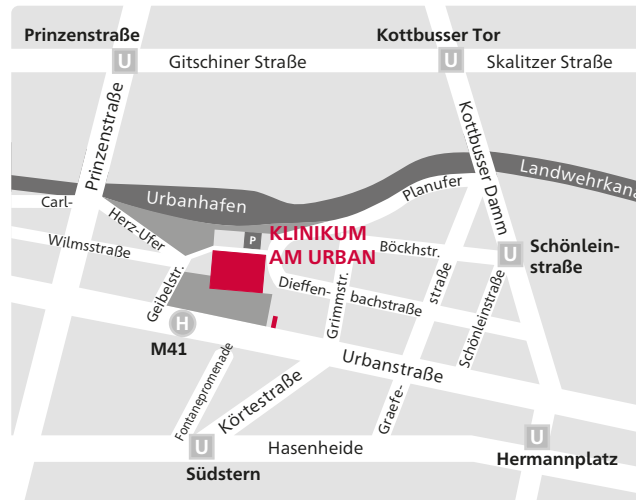 Prinzenstraße
Kottbusser Tor
U
Gitschiner Straße
U
Skalitzer Straße
Prinzenstraße
Kottbusser Damm
Landwehrkana
Planufer
Urbanhafen
Carl-
Herz-Ufer
P
KLINIKUM
AM URBAN
Wilmsstraße
Böckhstr.
U
Schönlein-
straße
Geibelstr.
Dieffen-
bachstraße
Grimmstr.
straße
Schönleinstraße
H
M41
Urbanstraße
Fontanepromenade
Körtestraße
Graefe-
U
Südstern
Hasenheide
U
Hermannplatz